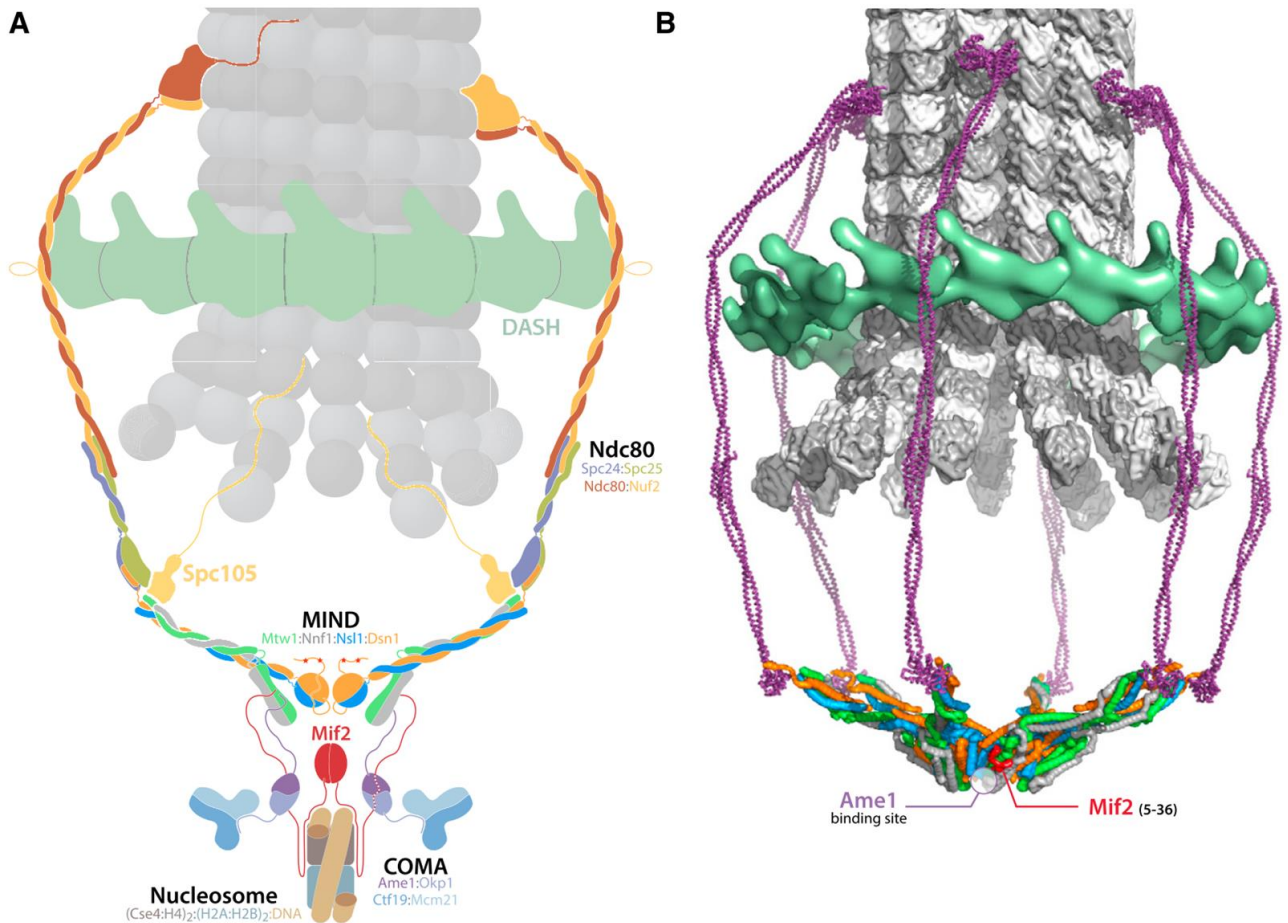 A
B
DASH
Ndc80
Spc24:Spc25
Ndc80:Nuf2
Spc105
MIND
Mtw1:Nnf1:Nsl1:Dsn1
Mif2
Ame1
binding site
Mif2 (5-36)
COMA
Ame1:Okp1
Ctf19:Mcm21
Nucleosome
(Cse4:H4)₂:(H2A:H2B)₂:DNA